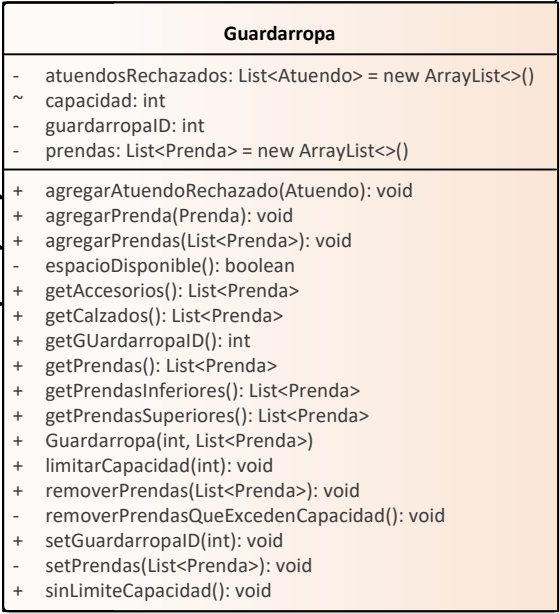 Guardarropa
- atuendosRechazados: List<Atuendo> = new ArrayList<>()
~ capacidad: int
- guardarropaID: int
- prendas: List<Prenda> = new ArrayList<>()
+ agregarAtuendoRechazado(Atuendo): void
+ agregarPrenda(Prenda): void
+ agregarPrendas(List<Prenda>): void
- espacioDisponible(): boolean
+ getAccesorios(): List<Prenda>
+ getCalzados(): List<Prenda>
+ getGUardarropaID(): int
+ getPrendas(): List<Prenda>
+ getPrendasInferiores(): List<Prenda>
+ getPrendasSuperiores(): List<Prenda>
+ Guardarropa(int, List<Prenda>)
+ limitarCapacidad(int): void
+ removerPrendas(List<Prenda>): void
- removerPrendasQueExcedenCapacidad(): void
+ setGuardarropaID(int): void
- setPrendas(List<Prenda>): void
+ sinLimiteCapacidad(): void